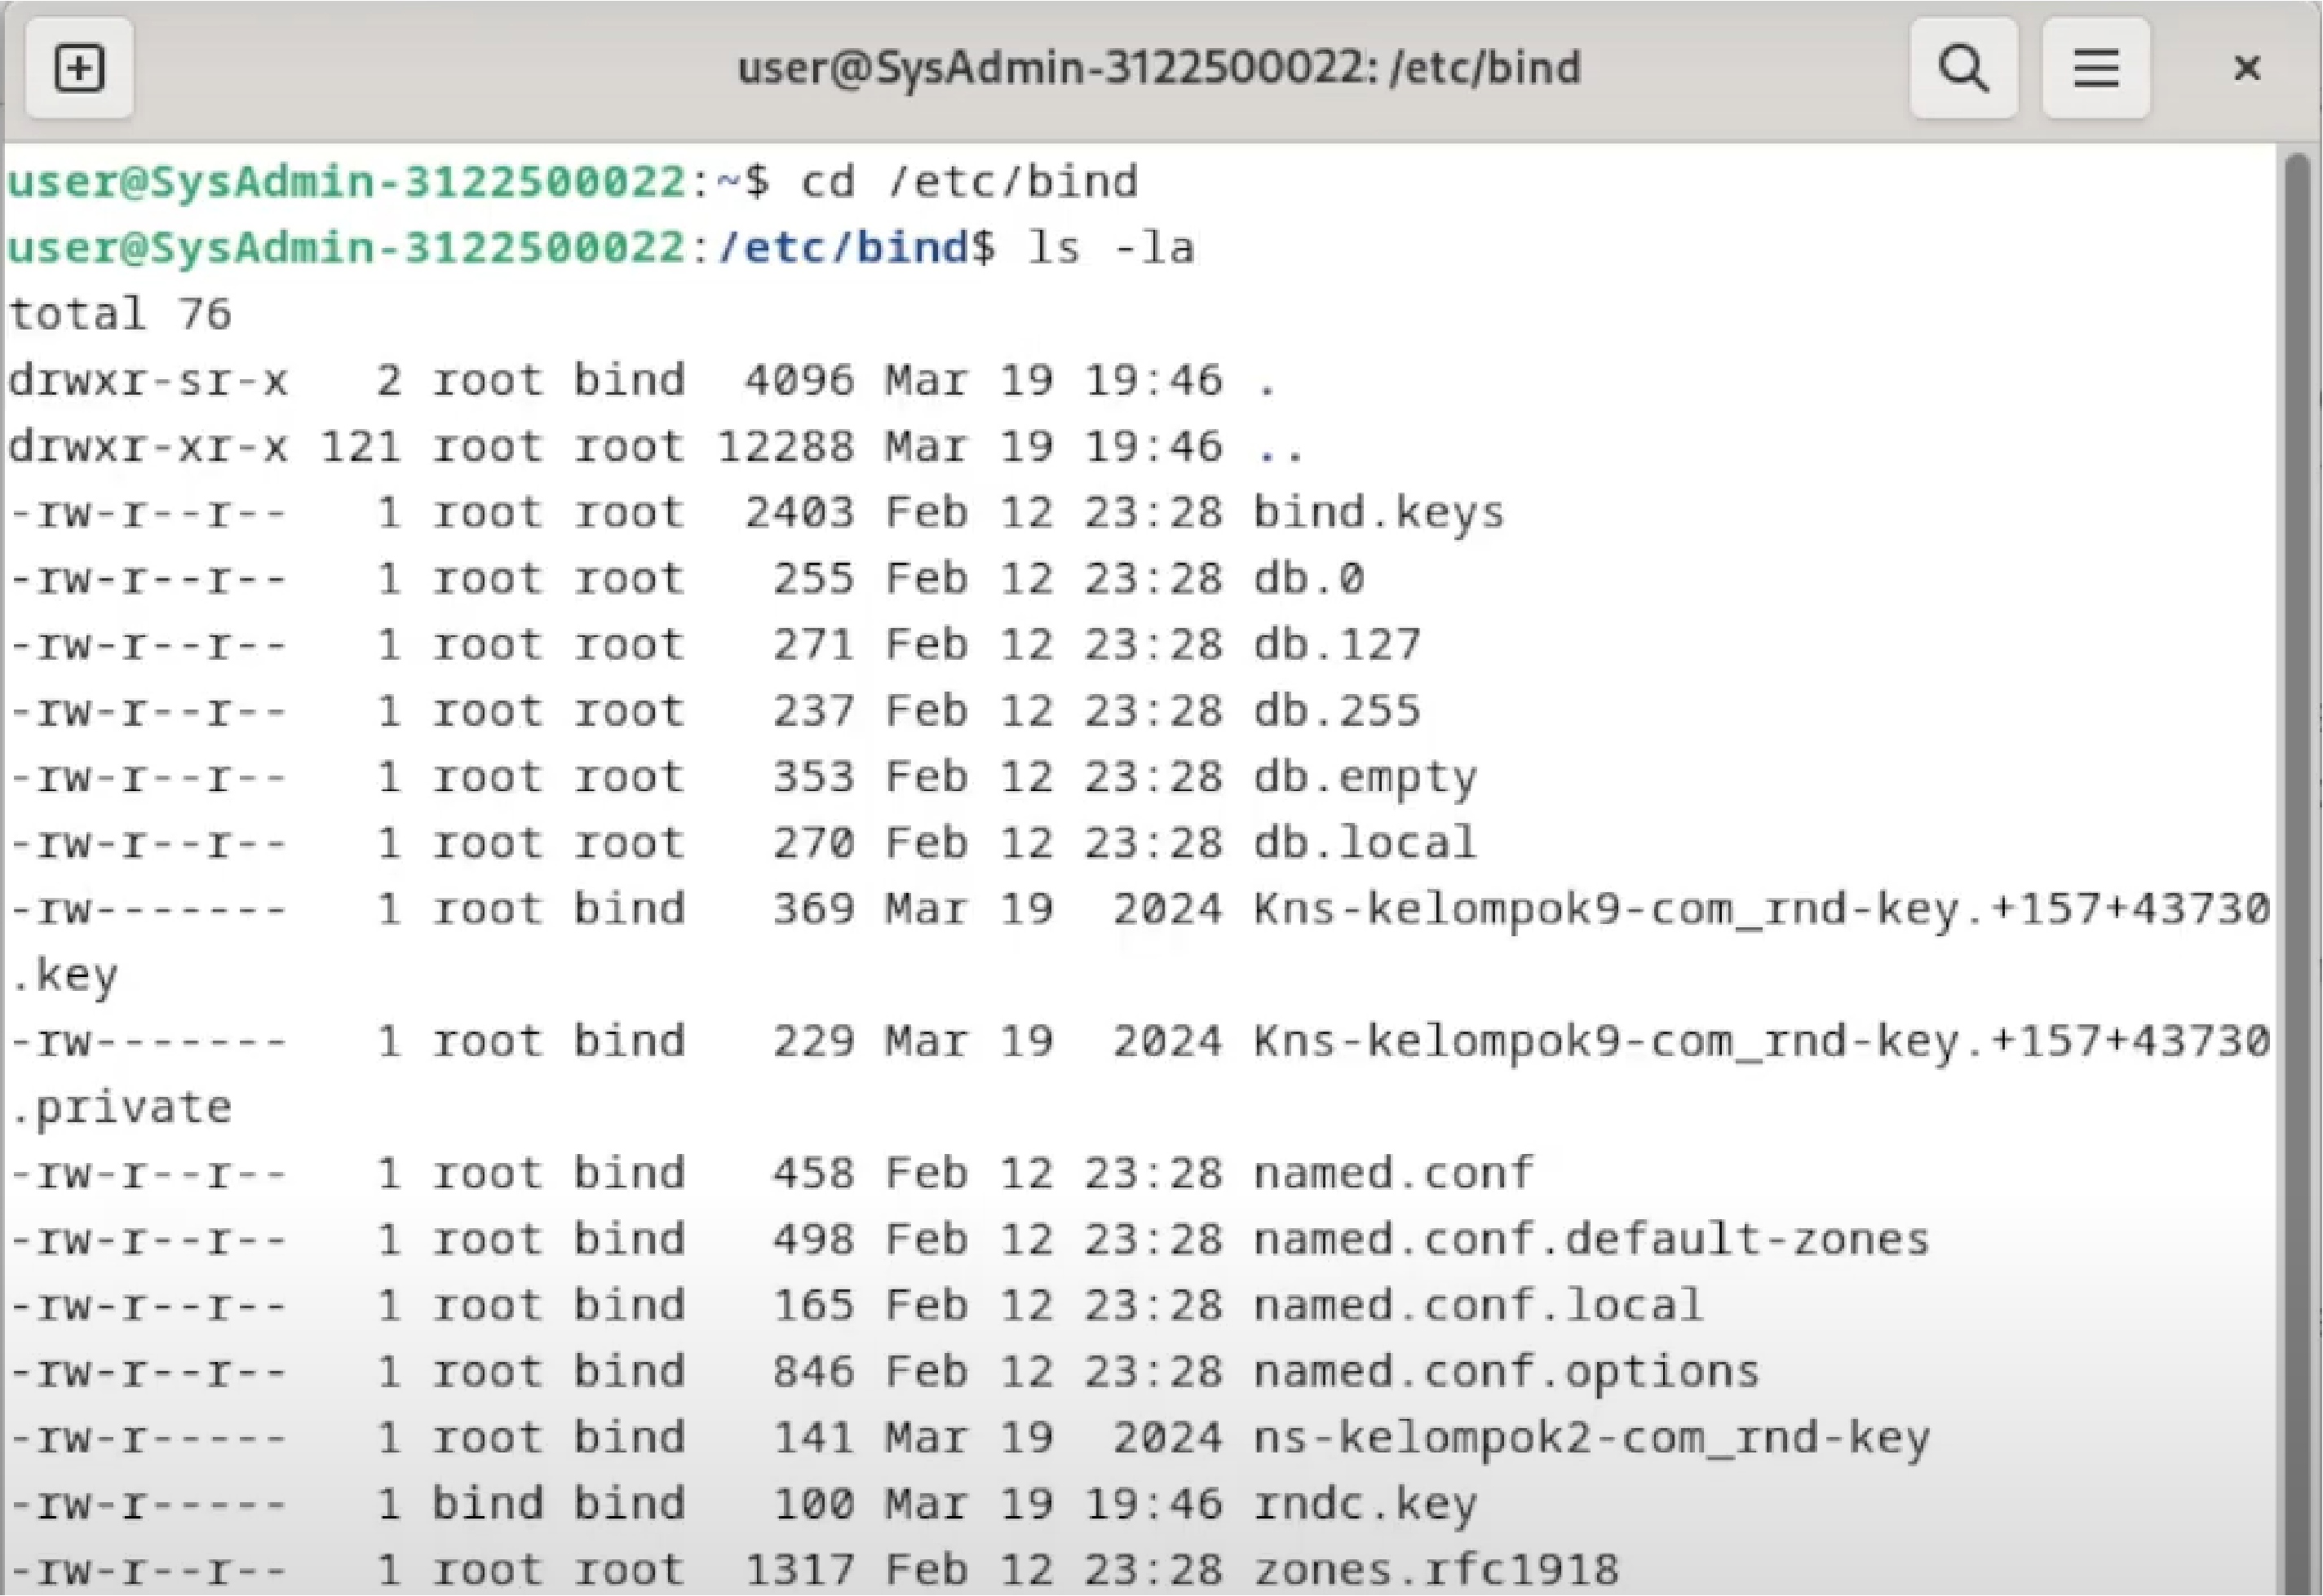 user@SysAdmin-3122500022: /etc/bind
user@SysAdmin-3122500022:~$ cd /etc/bind
user@SysAdmin-3122500022:/etc/bind$ ls -la
total 76
drwxr-sr-x   2 root bind  4096 Mar 19 19:46 .
drwxr-xr-x 121 root root 12288 Mar 19 19:46 ..
-rw-r--r--   1 root root  2403 Feb 12 23:28 bind.keys
-rw-r--r--   1 root root   255 Feb 12 23:28 db.0
-rw-r--r--   1 root root   271 Feb 12 23:28 db.127
-rw-r--r--   1 root root   237 Feb 12 23:28 db.255
-rw-r--r--   1 root root   353 Feb 12 23:28 db.empty
-rw-r--r--   1 root root   270 Feb 12 23:28 db.local
-rw-------   1 root bind   369 Mar 19  2024 Kns-kelompok9-com_rnd-key.+157+43730
.key
-rw-------   1 root bind   229 Mar 19  2024 Kns-kelompok9-com_rnd-key.+157+43730
.private
-rw-r--r--   1 root bind   458 Feb 12 23:28 named.conf
-rw-r--r--   1 root bind   498 Feb 12 23:28 named.conf.default-zones
-rw-r--r--   1 root bind   165 Feb 12 23:28 named.conf.local
-rw-r--r--   1 root bind   846 Feb 12 23:28 named.conf.options
-rw-r-----   1 root bind   141 Mar 19  2024 ns-kelompok2-com_rnd-key
-rw-r-----   1 bind bind   100 Mar 19 19:46 rndc.key
-rw-r--r--   1 root root  1317 Feb 12 23:28 zones.rfc1918